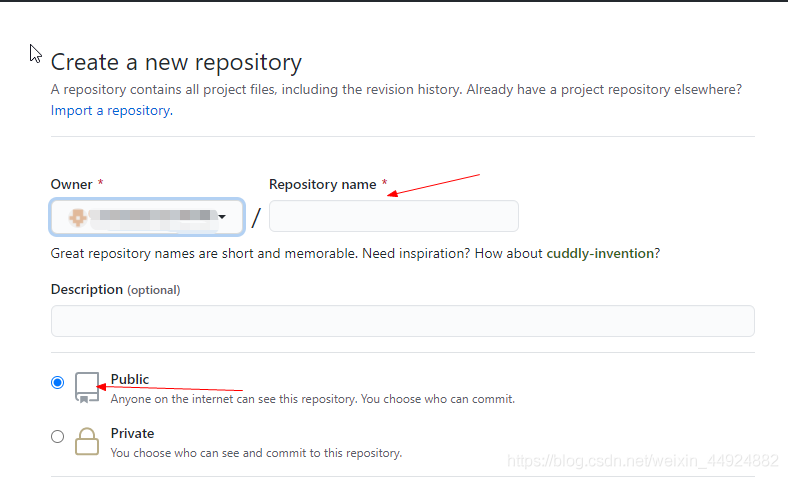 Create a new repository
A repository contains all project files, including the revision history. Already have a project repository elsewhere?
Import a repository.
Owner * Repository name *
/
Great repository names are short and memorable. Need inspiration? How about cuddly-invention?
Description (optional)
Public
Anyone on the internet can see this repository. You choose who can commit.
Private
You choose who can see and commit to this repository.
https://blog.csdn.net/weixin_44924882